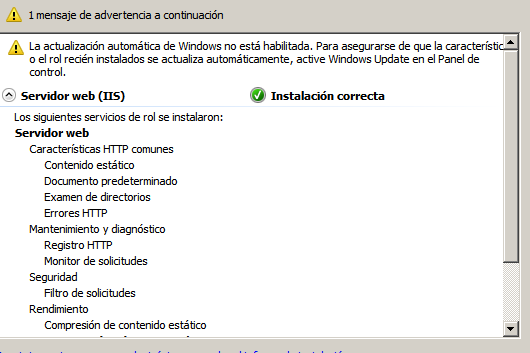 1 mensaje de advertencia a continuación
La actualización automática de Windows no está habilitada. Para asegurarse de que la característic
o el rol recién instalados se actualiza automáticamente, active Windows Update en el Panel de
control.
Servidor web (IIS) Instalación correcta
Los siguientes servicios de rol se instalaron:
Servidor web
Características HTTP comunes
Contenido estático
Documento predeterminado
Examen de directorios
Errores HTTP
Mantenimiento y diagnóstico
Registro HTTP
Monitor de solicitudes
Seguridad
Filtro de solicitudes
Rendimiento
Compresión de contenido estático